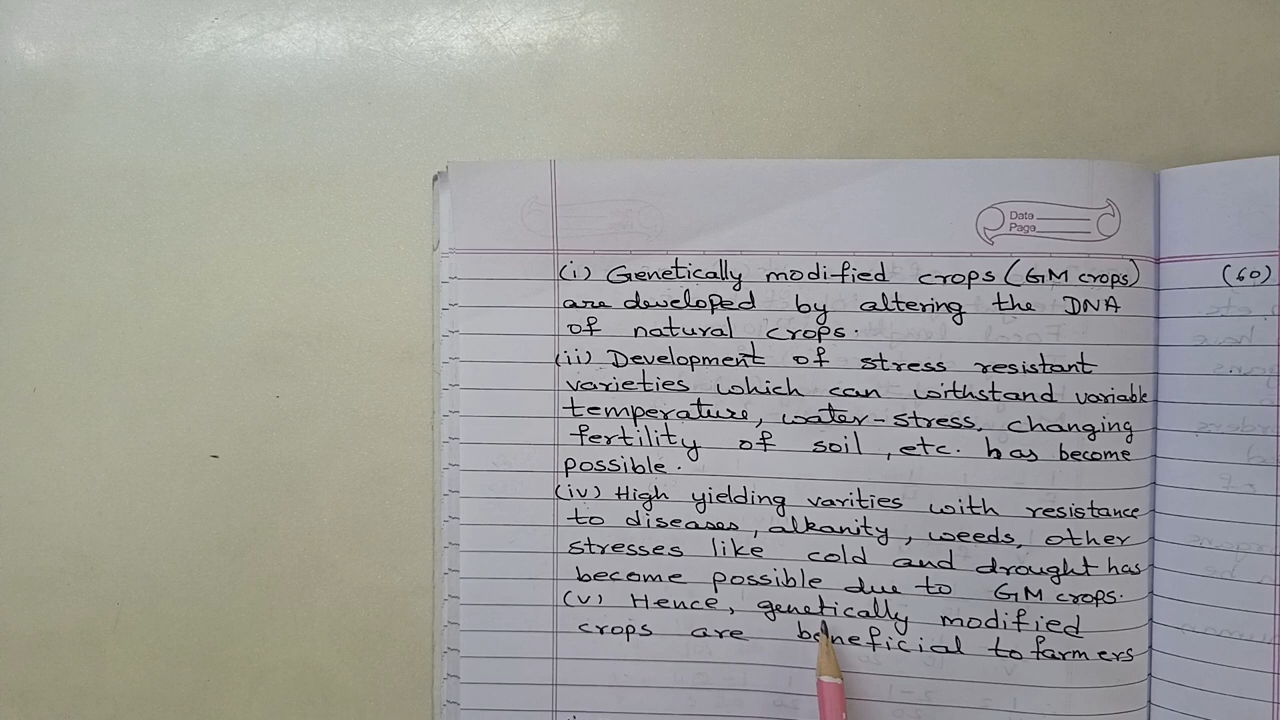 Date
Page
(i) Genetically modified crops (GM crops)
are developed by altering the DNA
of natural crops.
(ii) Development of stress resistant
varieties which can withstand variable
temperature, water-stress, changing
fertility of soil, etc. has become
possible.
(iv) High yielding varities with resistance
to diseases, alkanity, weeds, other
stresses like cold and drought has
become possible due to GM crops.
(v) Hence, genetically modified
crops are beneficial to farmers
(60)